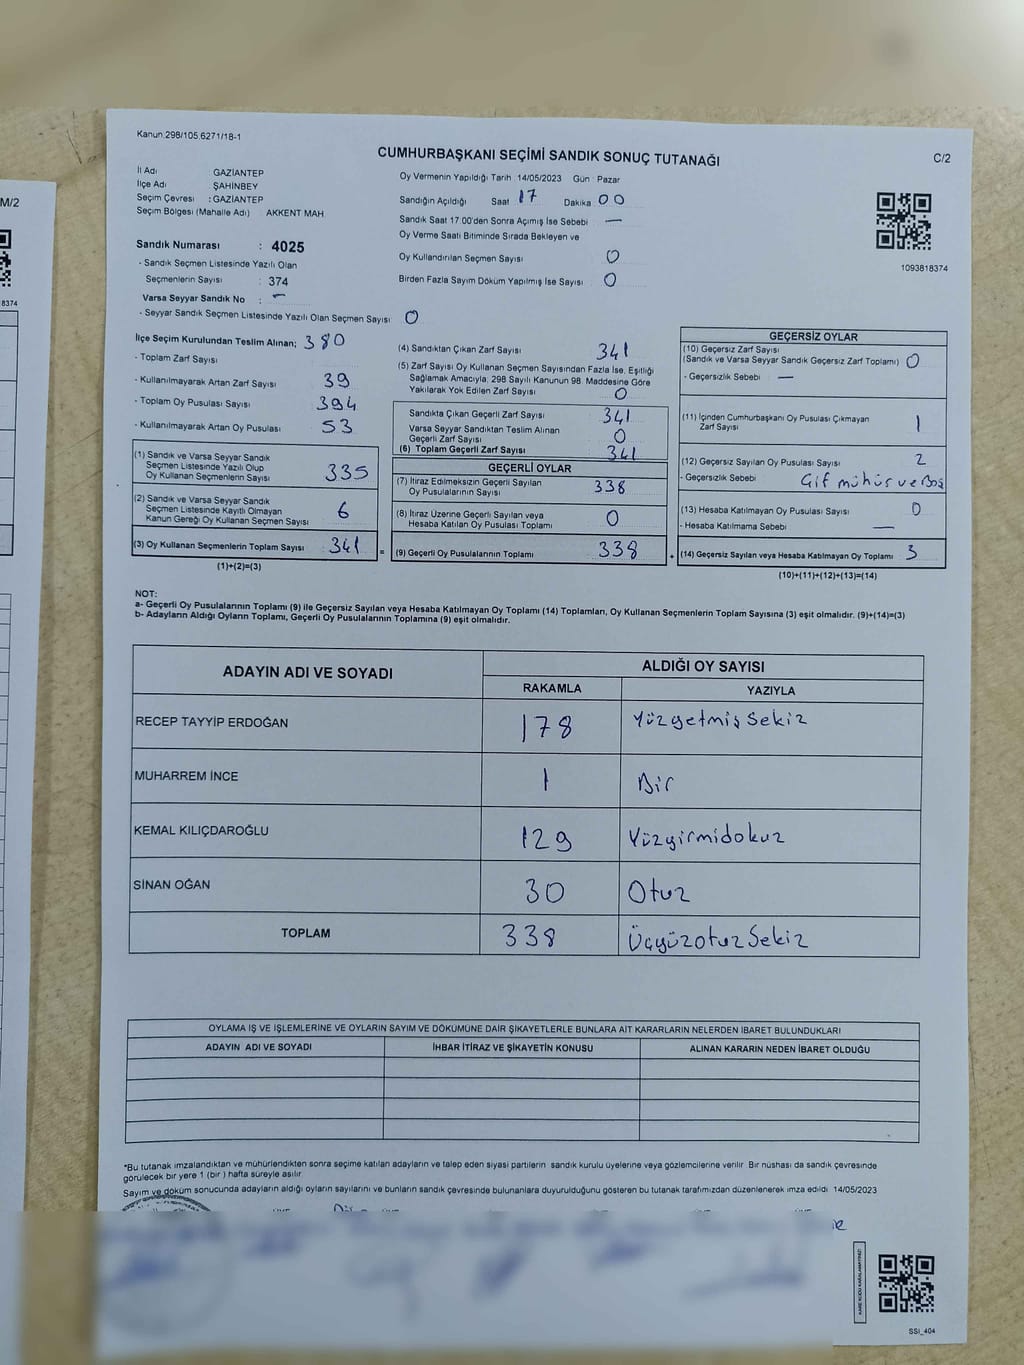 Kanun 298/105.6271/18-1
CUMHURBAŞKANI SEÇİMİ SANDIK SONUÇ TUTANAĞI
C/2
M/2
İl Adı GAZİANTEP
İlçe Adı ŞAHİNBEY
Seçim Çevresi : GAZİANTEP
Seçim Bölgesi (Mahalle Adı) AKKENT MAH
Oy Vermenin Yapıldığı Tarih 14/05/2023 Gün Pazar
Sandığın Açıldığı Saat 17 Dakika 00
Sandık Saat 17 00'den Sonra Açımış İse Sebebi —
Oy Verme Saati Bitiminde Sırada Bekleyen ve
Oy Kullandırılan Seçmen Sayısı 0
Birden Fazla Sayım Döküm Yapılmış İse Sayısı 0
1093818374
8374
Sandık Numarası : 4025
- Sandık Seçmen Listesinde Yazılı Olan
Seçmenlerin Sayısı : 374
Varsa Seyyar Sandık No : —
- Seyyar Sandık Seçmen Listesinde Yazılı Olan Seçmen Sayısı 0
İlçe Seçim Kurulundan Teslim Alınan; 380
- Toplam Zarf Sayısı
- Kullanılmayarak Artan Zarf Sayısı 39
- Toplam Oy Pusulası Sayısı 394
- Kullanılmayarak Artan Oy Pusulası 53
(1) Sandık ve Varsa Seyyar Sandık
Seçmen Listesinde Yazılı Olup
Oy Kullanan Seçmenlerin Sayısı 335
(2) Sandık ve Varsa Seyyar Sandık
Seçmen Listesinde Kayıtlı Olmayan
Kanun Gereği Oy Kullanan Seçmen Sayısı 6
(3) Oy Kullanan Seçmenlerin Toplam Sayısı 341 =
(1)+(2)=(3)
(4) Sandıktan Çıkan Zarf Sayısı 341
(5) Zarf Sayısı Oy Kullanan Seçmen Sayısından Fazla İse, Eşitliği
Sağlamak Amacıyla, 298 Sayılı Kanunun 98. Maddesine Göre
Yakılarak Yok Edilen Zarf Sayısı 0
Sandıkta Çıkan Geçerli Zarf Sayısı 341
Varsa Seyyar Sandıktan Teslim Alınan
Geçerli Zarf Sayısı 0
(6) Toplam Geçerli Zarf Sayısı 341
GEÇERLİ OYLAR
(7) İtiraz Edilmeksizin Geçerli Sayılan
Oy Pusulalarının Sayısı 338
(8) İtiraz Üzerine Geçerli Sayılan veya
Hesaba Katılan Oy Pusulası Toplamı 0
(9) Geçerli Oy Pusulalarının Toplamı 338 +
GEÇERSİZ OYLAR
(10) Geçersiz Zarf Sayısı
(Sandık ve Varsa Seyyar Sandık Geçersiz Zarf Toplamı) 0
- Geçersizlik Sebebi —
(11) İçinden Cumhurbaşkanı Oy Pusulası Çıkmayan
Zarf Sayısı 1
(12) Geçersiz Sayılan Oy Pusulası Sayısı 2
- Geçersizlik Sebebi Çif mühür ve Boş
(13) Hesaba Katılmayan Oy Pusulası Sayısı 0
- Hesaba Katılmama Sebebi —
(14) Geçersiz Sayılan veya Hesaba Katılmayan Oy Toplamı 3
(10)+(11)+(12)+(13)=(14)
NOT:
a- Geçerli Oy Pusulalarının Toplamı (9) ile Geçersiz Sayılan veya Hesaba Katılmayan Oy Toplamı (14) Toplamları, Oy Kullanan Seçmenlerin Toplam Sayısına (3) eşit olmalıdır. (9)+(14)=(3)
b- Adayların Aldığı Oyların Toplamı, Geçerli Oy Pusulalarının Toplamına (9) eşit olmalıdır.
ADAYIN ADI VE SOYADI ALDIĞI OY SAYISI
RAKAMLA YAZIYLA
RECEP TAYYİP ERDOĞAN 178 Yüzyetmiş Sekiz
MUHARREM İNCE 1 Bir
KEMAL KILIÇDAROĞLU 129 Yüzyirmidokuz
SİNAN OĞAN 30 Otuz
TOPLAM 338 Üçyüzotuz Sekiz
OYLAMA İŞ VE İŞLEMLERİNE VE OYLARIN SAYIM VE DÖKÜMÜNE DAİR ŞİKAYETLERLE BUNLARA AİT KARARLARIN NELERDEN İBARET BULUNDUKLARI
ADAYIN ADI VE SOYADI İHBAR İTİRAZ VE ŞİKAYETİN KONUSU ALINAN KARARIN NEDEN İBARET OLDUĞU
*Bu tutanak imzalandıktan ve mühürlendikten sonra seçime katılan adayların ve talep eden siyasi partilerin sandık kurulu üyelerine veya gözlemcilerine verilir Bir nüshası da sandık çevresinde
görülecek bir yere 1 (bir) hafta süreyle asılır.
Sayım ve döküm sonucunda adayların aldığı oyların sayılarını ve bunların sandık çevresinde bulunanlara duyurulduğunu gösteren bu tutanak tarafımızdan düzenlenerek imza edildi 14/05/2023
KARE KODU KARALAMAYINIZ!
SSI_404